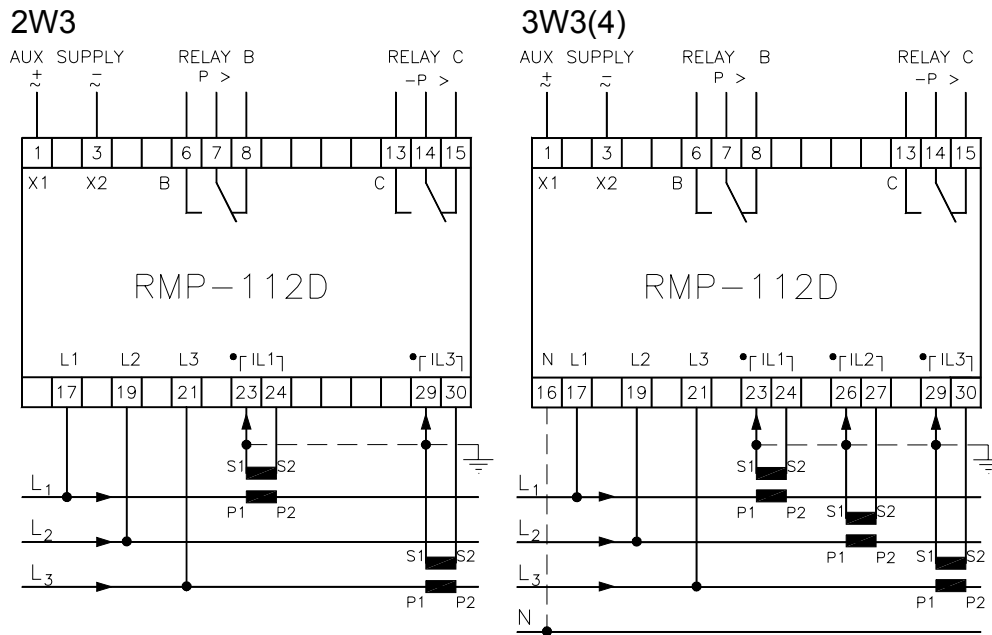 2W3
AUX SUPPLY
+
~
−
~
RELAY B
P >
RELAY C
−P >
1 3 6 7 8 13 14 15
X1 X2 B C
RMP−112D
L1 L2 L3 IL1 IL3
17 19 21 23 24 29 30
S1 S2
L1
P1 P2
L2
S1 S2
L3
P1 P2
3W3(4)
AUX SUPPLY
+
~
−
~
RELAY B
P >
RELAY C
−P >
1 3 6 7 8 13 14 15
X1 X2 B C
RMP−112D
N L1 L2 L3 IL1 IL2 IL3
16 17 19 21 23 24 26 27 29 30
S1 S2
L1
P1 P2
S1 S2
L2
P1 P2
S1 S2
L3
P1 P2
N